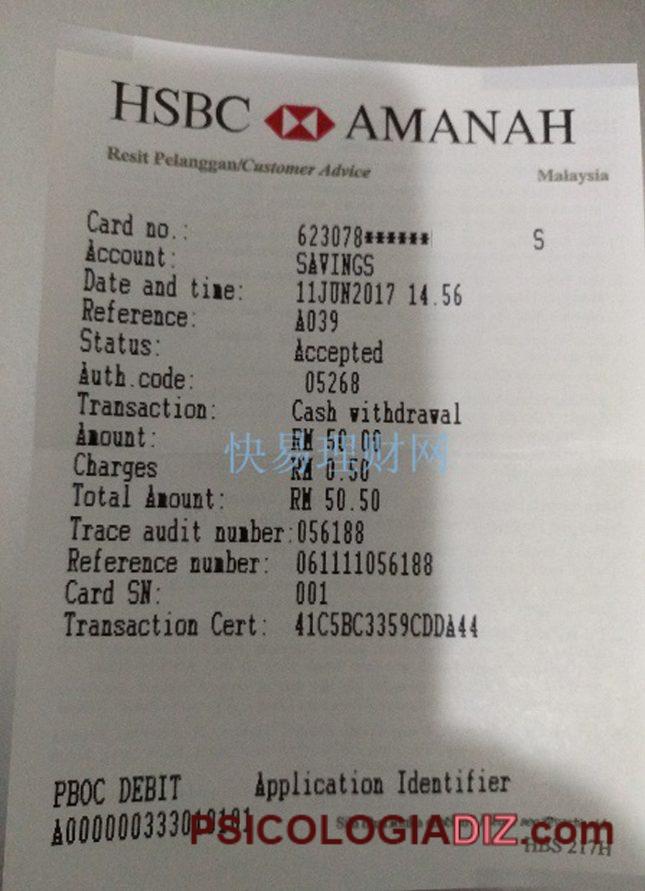 HSBC AMANAH
Resit Pelanggan/Customer Advice Malaysia
Card no.: 623078****** S
Account: SAVINGS
Date and time: 11JUN2017 14.56
Reference: A039
Status: Accepted
Auth.code: 05268
Transaction: Cash withdrawal
Amount: RM 50.00
快易理财网
Charges RM 0.50
Total Amount: RM 50.50
Trace audit number:056188
Reference number: 061111056188
Card SN: 001
Transaction Cert: 41C5BC3359CDDA44
PBOC DEBIT Application Identifier
A000000333010101
PSICOLOGIADIZ.com
HBS 217H